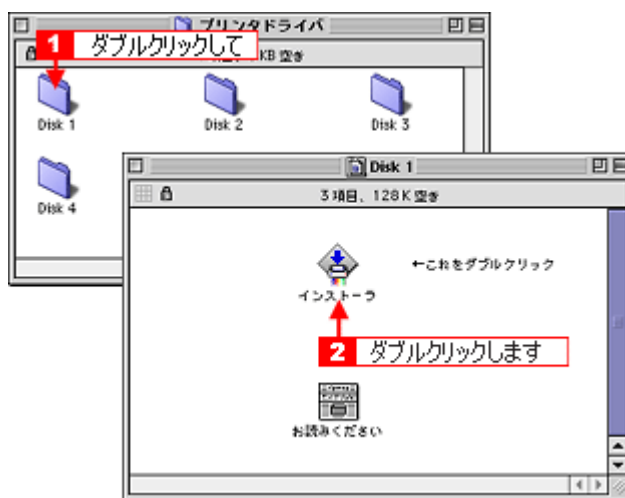 プリンタドライバ
1 ダブルクリックして
KB 空き
Disk 1
Disk 2
Disk 3
Disk 4
Disk 1
3 項目、128K 空き
←これをダブルクリック
インストーラ
2 ダブルクリックします
お読みください